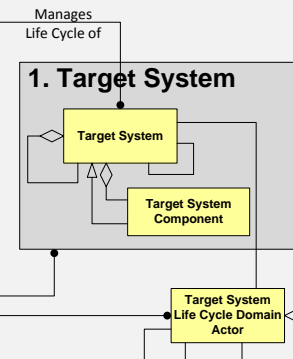 Manages
Life Cycle of
1. Target System
Target System
Target System
Component
Target System
Life Cycle Domain
Actor